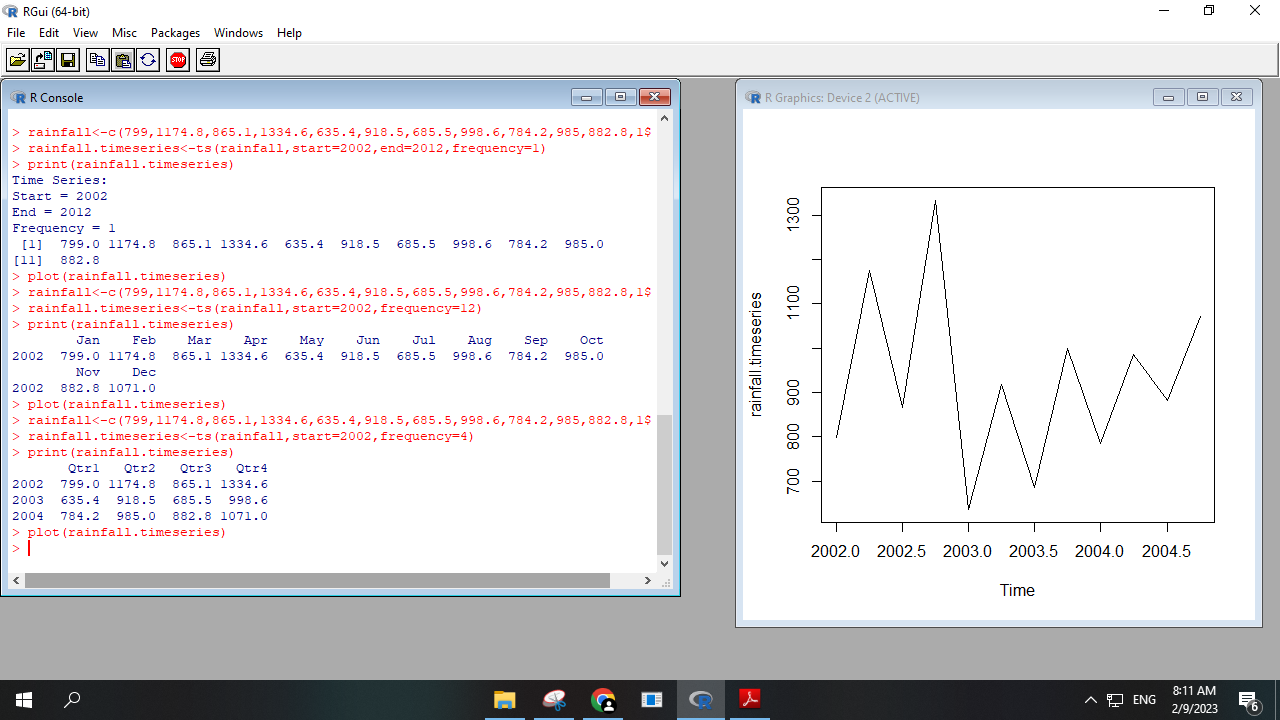 RGui (64-bit)
File Edit View Misc Packages Windows Help
R Console
> rainfall<-c(799,1174.8,865.1,1334.6,635.4,918.5,685.5,998.6,784.2,985,882.8,1$
> rainfall.timeseries<-ts(rainfall,start=2002,end=2012,frequency=1)
> print(rainfall.timeseries)
Time Series:
Start = 2002
End = 2012
Frequency = 1
[1] 799.0 1174.8 865.1 1334.6 635.4 918.5 685.5 998.6 784.2 985.0
[11] 882.8
> plot(rainfall.timeseries)
> rainfall<-c(799,1174.8,865.1,1334.6,635.4,918.5,685.5,998.6,784.2,985,882.8,1$
> rainfall.timeseries<-ts(rainfall,start=2002,frequency=12)
> print(rainfall.timeseries)
Jan Feb Mar Apr May Jun Jul Aug Sep Oct
2002 799.0 1174.8 865.1 1334.6 635.4 918.5 685.5 998.6 784.2 985.0
Nov Dec
2002 882.8 1071.0
> plot(rainfall.timeseries)
> rainfall<-c(799,1174.8,865.1,1334.6,635.4,918.5,685.5,998.6,784.2,985,882.8,1$
> rainfall.timeseries<-ts(rainfall,start=2002,frequency=4)
> print(rainfall.timeseries)
Qtr1 Qtr2 Qtr3 Qtr4
2002 799.0 1174.8 865.1 1334.6
2003 635.4 918.5 685.5 998.6
2004 784.2 985.0 882.8 1071.0
> plot(rainfall.timeseries)
>
R Graphics: Device 2 (ACTIVE)
rainfall.timeseries
1300
1100
900
800
700
2002.0 2002.5 2003.0 2003.5 2004.0 2004.5
Time
STOP
ENG
8:11 AM
2/9/2023
6